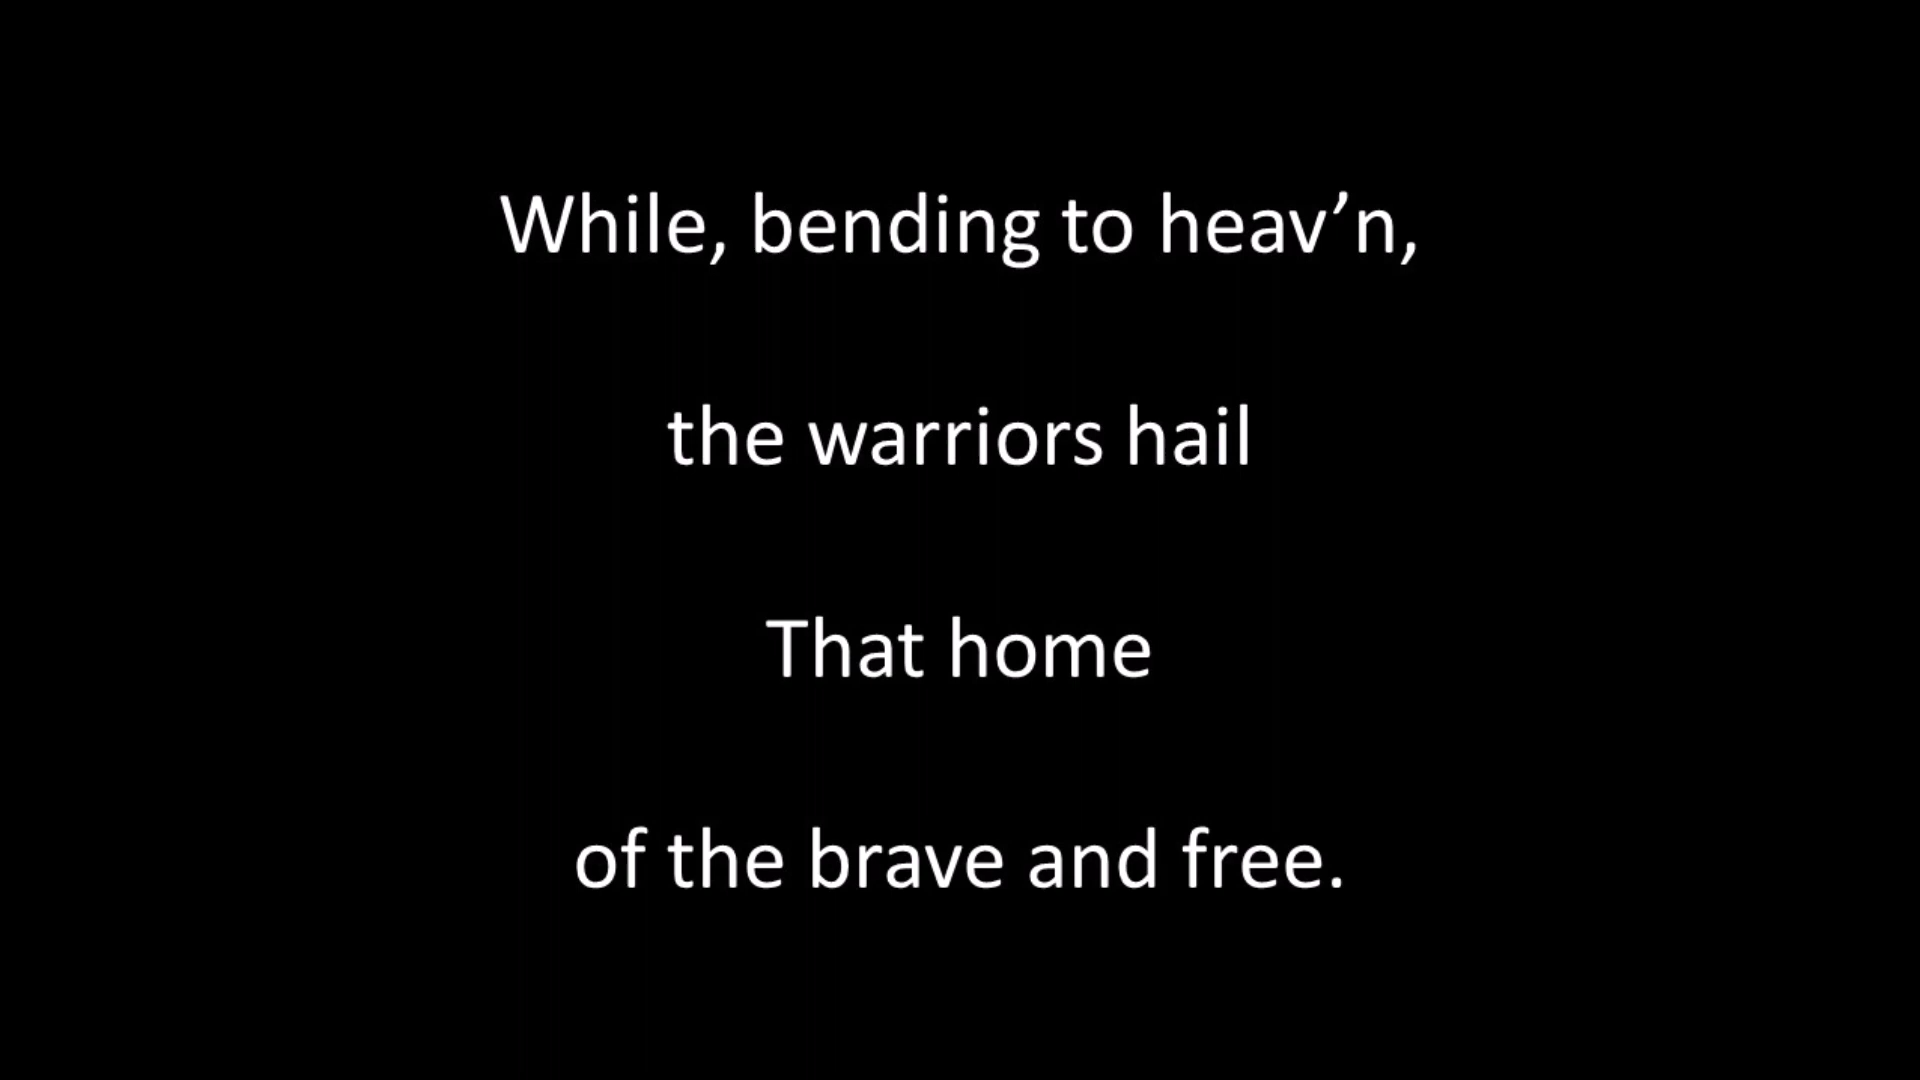 While, bending to heav’n,
the warriors hail
That home
of the brave and free.